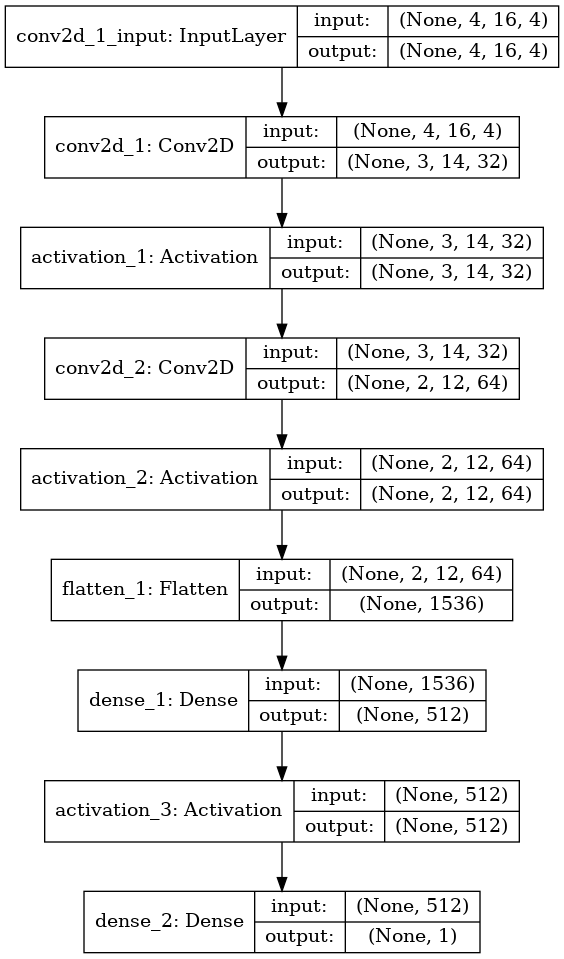 conv2d_1_input: InputLayer
input: (None, 4, 16, 4)
output: (None, 4, 16, 4)
conv2d_1: Conv2D
input: (None, 4, 16, 4)
output: (None, 3, 14, 32)
activation_1: Activation
input: (None, 3, 14, 32)
output: (None, 3, 14, 32)
conv2d_2: Conv2D
input: (None, 3, 14, 32)
output: (None, 2, 12, 64)
activation_2: Activation
input: (None, 2, 12, 64)
output: (None, 2, 12, 64)
flatten_1: Flatten
input: (None, 2, 12, 64)
output: (None, 1536)
dense_1: Dense
input: (None, 1536)
output: (None, 512)
activation_3: Activation
input: (None, 512)
output: (None, 512)
dense_2: Dense
input: (None, 512)
output: (None, 1)